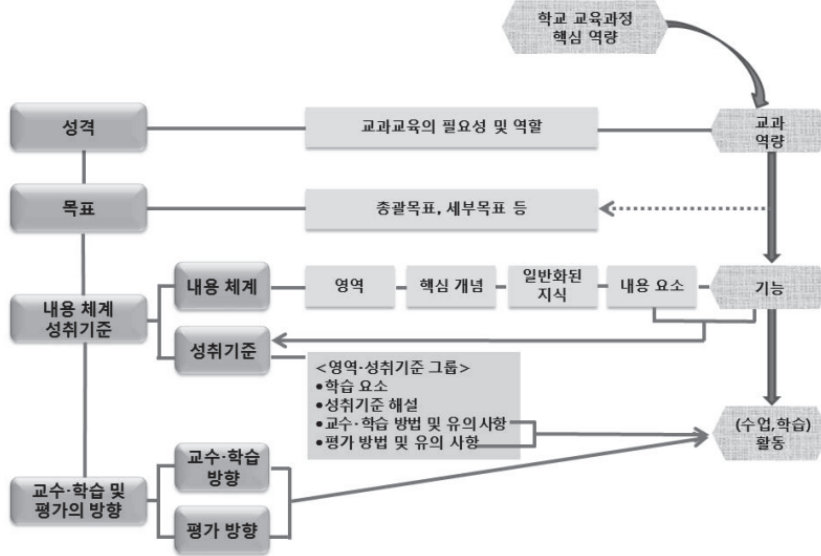 학교 교육과정
핵심 역량
성격
교과교육의 필요성 및 역할
교과
역량
목표
총괄목표, 세부목표 등
내용 체계
성취기준
내용 체계
영역
핵심 개념
일반화된
지식
내용 요소
기능
성취기준
<영역·성취기준 그룹>
•학습 요소
•성취기준 해설
•교수·학습 방법 및 유의 사항
•평가 방법 및 유의 사항
(수업,학습)
활동
교수·학습 및
평가의 방향
교수·학습
방향
평가 방향